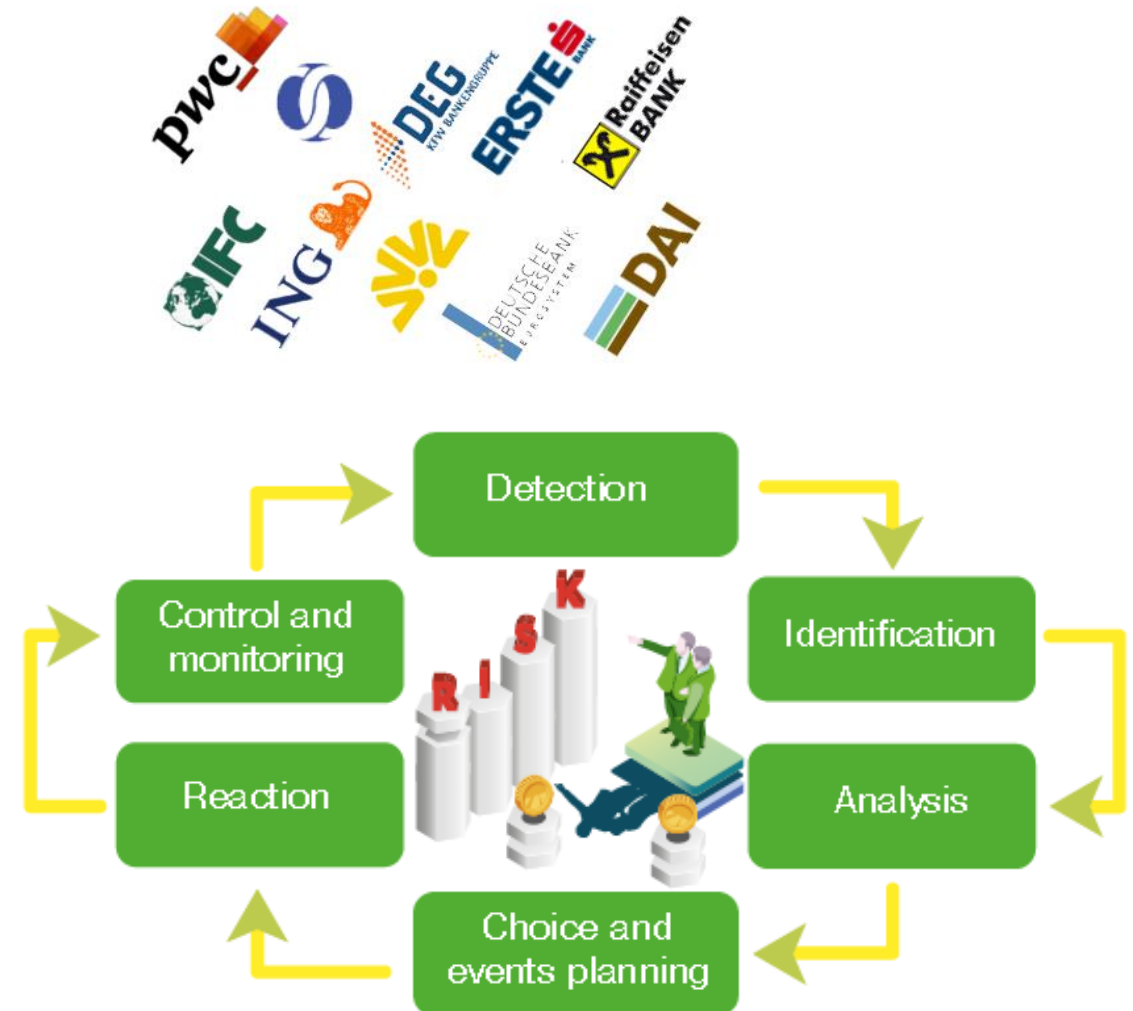 pwc
DEG
KFW BANKENGRUPPE
ERSTE
BANK
Raiffeisen
BANK
IFC
ING
DEUTSCHE
BUNDESBANK
EUROSYSTEM
DAI
Detection
Control and
monitoring
Identification
RISK
Reaction
Analysis
Choice and
events planning